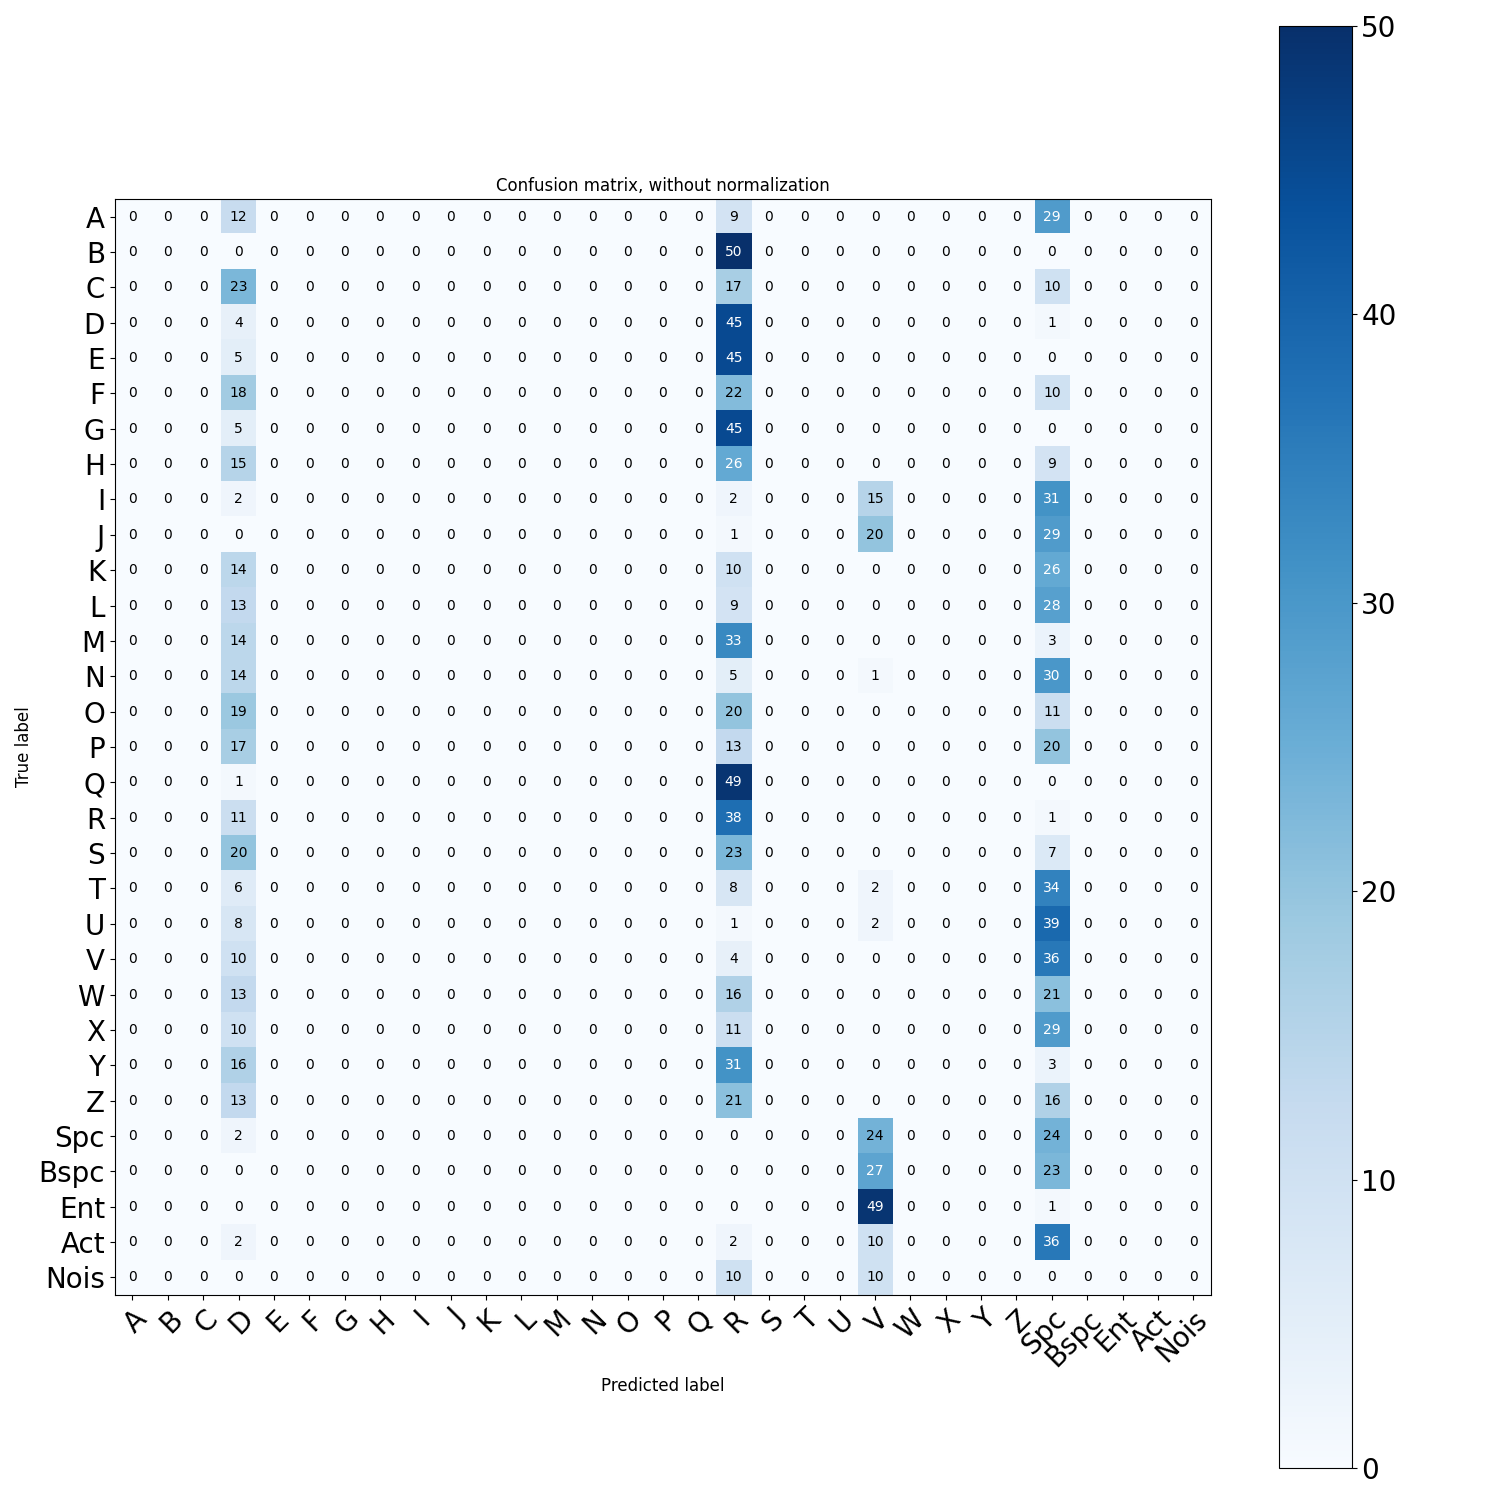 Confusion matrix, without normalization
A 0 0 0 12 0 0 0 0 0 0 0 0 0 0 0 0 0 9 0 0 0 0 0 0 0 0 29 0 0 0 0
B 0 0 0 0 0 0 0 0 0 0 0 0 0 0 0 0 0 50 0 0 0 0 0 0 0 0 0 0 0 0 0
C 0 0 0 23 0 0 0 0 0 0 0 0 0 0 0 0 0 17 0 0 0 0 0 0 0 0 10 0 0 0 0
D 0 0 0 4 0 0 0 0 0 0 0 0 0 0 0 0 0 45 0 0 0 0 0 0 0 0 1 0 0 0 0
E 0 0 0 5 0 0 0 0 0 0 0 0 0 0 0 0 0 45 0 0 0 0 0 0 0 0 0 0 0 0 0
F 0 0 0 18 0 0 0 0 0 0 0 0 0 0 0 0 0 22 0 0 0 0 0 0 0 0 10 0 0 0 0
G 0 0 0 5 0 0 0 0 0 0 0 0 0 0 0 0 0 45 0 0 0 0 0 0 0 0 0 0 0 0 0
H 0 0 0 15 0 0 0 0 0 0 0 0 0 0 0 0 0 26 0 0 0 0 0 0 0 0 9 0 0 0 0
I 0 0 0 2 0 0 0 0 0 0 0 0 0 0 0 0 0 2 0 0 0 15 0 0 0 0 31 0 0 0 0
J 0 0 0 0 0 0 0 0 0 0 0 0 0 0 0 0 0 1 0 0 0 20 0 0 0 0 29 0 0 0 0
K 0 0 0 14 0 0 0 0 0 0 0 0 0 0 0 0 0 10 0 0 0 0 0 0 0 0 26 0 0 0 0
L 0 0 0 13 0 0 0 0 0 0 0 0 0 0 0 0 0 9 0 0 0 0 0 0 0 0 28 0 0 0 0
M 0 0 0 14 0 0 0 0 0 0 0 0 0 0 0 0 0 33 0 0 0 0 0 0 0 0 3 0 0 0 0
N 0 0 0 14 0 0 0 0 0 0 0 0 0 0 0 0 0 5 0 0 0 1 0 0 0 0 30 0 0 0 0
O 0 0 0 19 0 0 0 0 0 0 0 0 0 0 0 0 0 20 0 0 0 0 0 0 0 0 11 0 0 0 0
P 0 0 0 17 0 0 0 0 0 0 0 0 0 0 0 0 0 13 0 0 0 0 0 0 0 0 20 0 0 0 0
Q 0 0 0 1 0 0 0 0 0 0 0 0 0 0 0 0 0 49 0 0 0 0 0 0 0 0 0 0 0 0 0
R 0 0 0 11 0 0 0 0 0 0 0 0 0 0 0 0 0 38 0 0 0 0 0 0 0 0 1 0 0 0 0
S 0 0 0 20 0 0 0 0 0 0 0 0 0 0 0 0 0 23 0 0 0 0 0 0 0 0 7 0 0 0 0
T 0 0 0 6 0 0 0 0 0 0 0 0 0 0 0 0 0 8 0 0 0 2 0 0 0 0 34 0 0 0 0
U 0 0 0 8 0 0 0 0 0 0 0 0 0 0 0 0 0 1 0 0 0 2 0 0 0 0 39 0 0 0 0
V 0 0 0 10 0 0 0 0 0 0 0 0 0 0 0 0 0 4 0 0 0 0 0 0 0 0 36 0 0 0 0
W 0 0 0 13 0 0 0 0 0 0 0 0 0 0 0 0 0 16 0 0 0 0 0 0 0 0 21 0 0 0 0
X 0 0 0 10 0 0 0 0 0 0 0 0 0 0 0 0 0 11 0 0 0 0 0 0 0 0 29 0 0 0 0
Y 0 0 0 16 0 0 0 0 0 0 0 0 0 0 0 0 0 31 0 0 0 0 0 0 0 0 3 0 0 0 0
Z 0 0 0 13 0 0 0 0 0 0 0 0 0 0 0 0 0 21 0 0 0 0 0 0 0 0 16 0 0 0 0
Spc 0 0 0 2 0 0 0 0 0 0 0 0 0 0 0 0 0 0 0 0 0 24 0 0 0 0 24 0 0 0 0
Bspc 0 0 0 0 0 0 0 0 0 0 0 0 0 0 0 0 0 0 0 0 0 27 0 0 0 0 23 0 0 0 0
Ent 0 0 0 0 0 0 0 0 0 0 0 0 0 0 0 0 0 0 0 0 0 49 0 0 0 0 1 0 0 0 0
Act 0 0 0 2 0 0 0 0 0 0 0 0 0 0 0 0 0 2 0 0 0 10 0 0 0 0 36 0 0 0 0
Nois 0 0 0 0 0 0 0 0 0 0 0 0 0 0 0 0 0 10 0 0 0 10 0 0 0 0 0 0 0 0 0
A B C D E F G H I J K L M N O P Q R S T U V W X Y Z Spc Bspc Ent Act Nois
Predicted label
True label
50
40
30
20
10
0